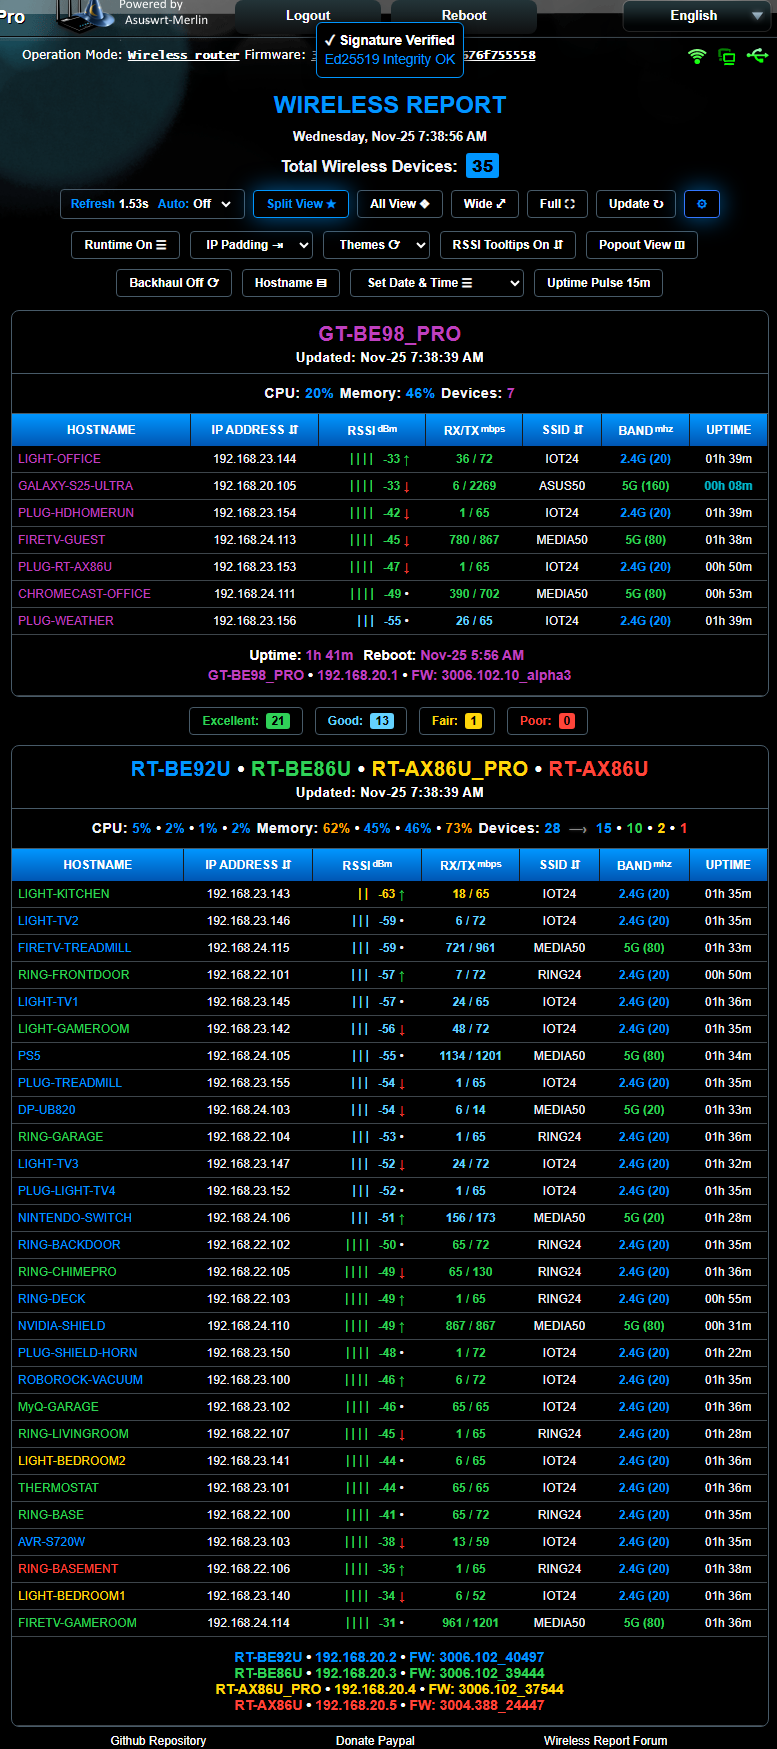 Pro
Powered by
Asuswrt-Merlin
Logout
Reboot
English
✓ Signature Verified
Ed25519 Integrity OK
Operation Mode: Wireless router Firmware: 676f755558
WIRELESS REPORT
Wednesday, Nov-25 7:38:56 AM
Total Wireless Devices: 35
Refresh 1.53s Auto: Off
Split View ★
All View ◆
Wide ⤢
Full ⛶
Update ↻
⚙
Runtime On ☰
IP Padding ⇥
Themes ⟳
RSSI Tooltips On ⇵
Popout View ◫
Backhaul Off ⟳
Hostname ⊟
Set Date & Time ☰
Uptime Pulse 15m
GT-BE98_PRO
Updated: Nov-25 7:38:39 AM
CPU: 20% Memory: 46% Devices: 7
HOSTNAME IP ADDRESS ⇵ RSSI dBm RX/TX mbps SSID ⇵ BAND mhz UPTIME
LIGHT-OFFICE 192.168.23.144 |||| -33 ↑ 36 / 72 IOT24 2.4G (20) 01h 39m
GALAXY-S25-ULTRA 192.168.20.105 |||| -33 ↓ 6 / 2269 ASUS50 5G (160) 00h 08m
PLUG-HDHOMERUN 192.168.23.154 |||| -42 ↓ 1 / 65 IOT24 2.4G (20) 01h 39m
FIRETV-GUEST 192.168.24.113 |||| -45 ↓ 780 / 867 MEDIA50 5G (80) 01h 38m
PLUG-RT-AX86U 192.168.23.153 |||| -47 ↓ 1 / 65 IOT24 2.4G (20) 00h 50m
CHROMECAST-OFFICE 192.168.24.111 |||| -49 • 390 / 702 MEDIA50 5G (80) 00h 53m
PLUG-WEATHER 192.168.23.156 ||| -55 • 26 / 65 IOT24 2.4G (20) 01h 39m
Uptime: 1h 41m Reboot: Nov-25 5:56 AM
GT-BE98_PRO • 192.168.20.1 • FW: 3006.102.10_alpha3
Excellent: 21
Good: 13
Fair: 1
Poor: 0
RT-BE92U • RT-BE86U • RT-AX86U_PRO • RT-AX86U
Updated: Nov-25 7:38:39 AM
CPU: 5% • 2% • 1% • 2% Memory: 62% • 45% • 46% • 73% Devices: 28 ⟶ 15 • 10 • 2 • 1
HOSTNAME IP ADDRESS ⇵ RSSI dBm RX/TX mbps SSID ⇵ BAND mhz UPTIME
LIGHT-KITCHEN 192.168.23.143 || -63 ↑ 18 / 65 IOT24 2.4G (20) 01h 35m
LIGHT-TV2 192.168.23.146 ||| -59 • 6 / 72 IOT24 2.4G (20) 01h 35m
FIRETV-TREADMILL 192.168.24.115 ||| -59 • 721 / 961 MEDIA50 5G (80) 01h 33m
RING-FRONTDOOR 192.168.22.101 ||| -57 ↑ 7 / 72 RING24 2.4G (20) 00h 50m
LIGHT-TV1 192.168.23.145 ||| -57 • 24 / 65 IOT24 2.4G (20) 01h 36m
LIGHT-GAMEROOM 192.168.23.142 ||| -56 ↓ 48 / 72 IOT24 2.4G (20) 01h 35m
PS5 192.168.24.105 ||| -55 • 1134 / 1201 MEDIA50 5G (80) 01h 34m
PLUG-TREADMILL 192.168.23.155 ||| -54 ↓ 1 / 65 IOT24 2.4G (20) 01h 35m
DP-UB820 192.168.24.103 ||| -54 ↓ 6 / 14 MEDIA50 5G (20) 01h 33m
RING-GARAGE 192.168.22.104 ||| -53 • 1 / 65 RING24 2.4G (20) 01h 36m
LIGHT-TV3 192.168.23.147 ||| -52 ↓ 24 / 72 IOT24 2.4G (20) 01h 32m
PLUG-LIGHT-TV4 192.168.23.152 ||| -52 • 1 / 65 IOT24 2.4G (20) 01h 35m
NINTENDO-SWITCH 192.168.24.106 ||| -51 ↑ 156 / 173 MEDIA50 5G (20) 01h 28m
RING-BACKDOOR 192.168.22.102 |||| -50 • 65 / 72 RING24 2.4G (20) 01h 35m
RING-CHIMEPRO 192.168.22.105 |||| -49 ↓ 65 / 130 RING24 2.4G (20) 01h 36m
RING-DECK 192.168.22.103 |||| -49 ↑ 1 / 65 RING24 2.4G (20) 00h 55m
NVIDIA-SHIELD 192.168.24.110 |||| -49 ↑ 867 / 867 MEDIA50 5G (80) 00h 31m
PLUG-SHIELD-HORN 192.168.23.150 |||| -48 • 1 / 72 IOT24 2.4G (20) 01h 22m
ROBOROCK-VACUUM 192.168.23.100 |||| -46 ↑ 6 / 72 IOT24 2.4G (20) 01h 35m
MyQ-GARAGE 192.168.23.102 |||| -46 • 65 / 65 IOT24 2.4G (20) 01h 36m
RING-LIVINGROOM 192.168.22.107 |||| -45 ↓ 1 / 65 RING24 2.4G (20) 01h 28m
LIGHT-BEDROOM2 192.168.23.141 |||| -44 • 6 / 65 IOT24 2.4G (20) 01h 36m
THERMOSTAT 192.168.23.101 |||| -44 • 65 / 65 IOT24 2.4G (20) 01h 36m
RING-BASE 192.168.22.100 |||| -41 • 65 / 72 RING24 2.4G (20) 01h 35m
AVR-S720W 192.168.23.103 |||| -38 ↓ 13 / 59 IOT24 2.4G (20) 01h 35m
RING-BASEMENT 192.168.22.106 |||| -35 ↑ 1 / 65 RING24 2.4G (20) 01h 38m
LIGHT-BEDROOM1 192.168.23.140 |||| -34 ↓ 6 / 52 IOT24 2.4G (20) 01h 36m
FIRETV-GAMEROOM 192.168.24.114 |||| -31 • 961 / 1201 MEDIA50 5G (80) 01h 36m
RT-BE92U • 192.168.20.2 • FW: 3006.102_40497
RT-BE86U • 192.168.20.3 • FW: 3006.102_39444
RT-AX86U_PRO • 192.168.20.4 • FW: 3006.102_37544
RT-AX86U • 192.168.20.5 • FW: 3004.388_24447
Github Repository
Donate Paypal
Wireless Report Forum